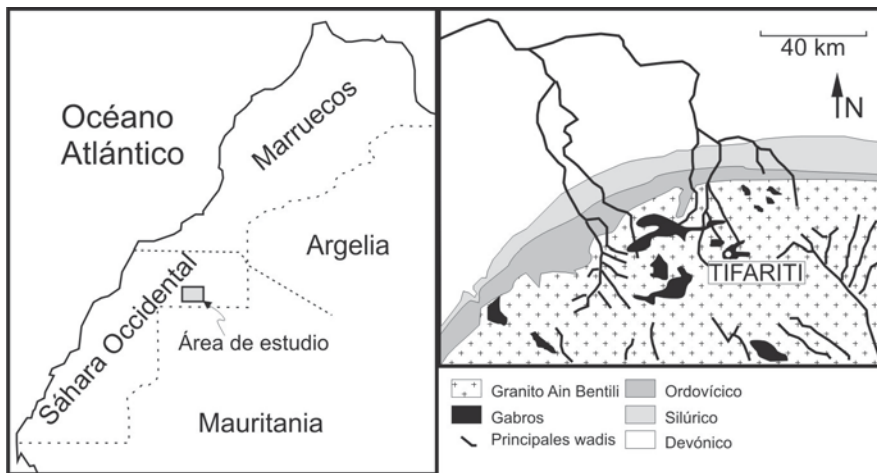 Océano
Atlántico
Marruecos
Argelia
Sáhara Occidental
Área de estudio
Mauritania
40 km
N
TIFARITI
Granito Ain Bentili
Gabros
Principales wadis
Ordovícico
Silúrico
Devónico